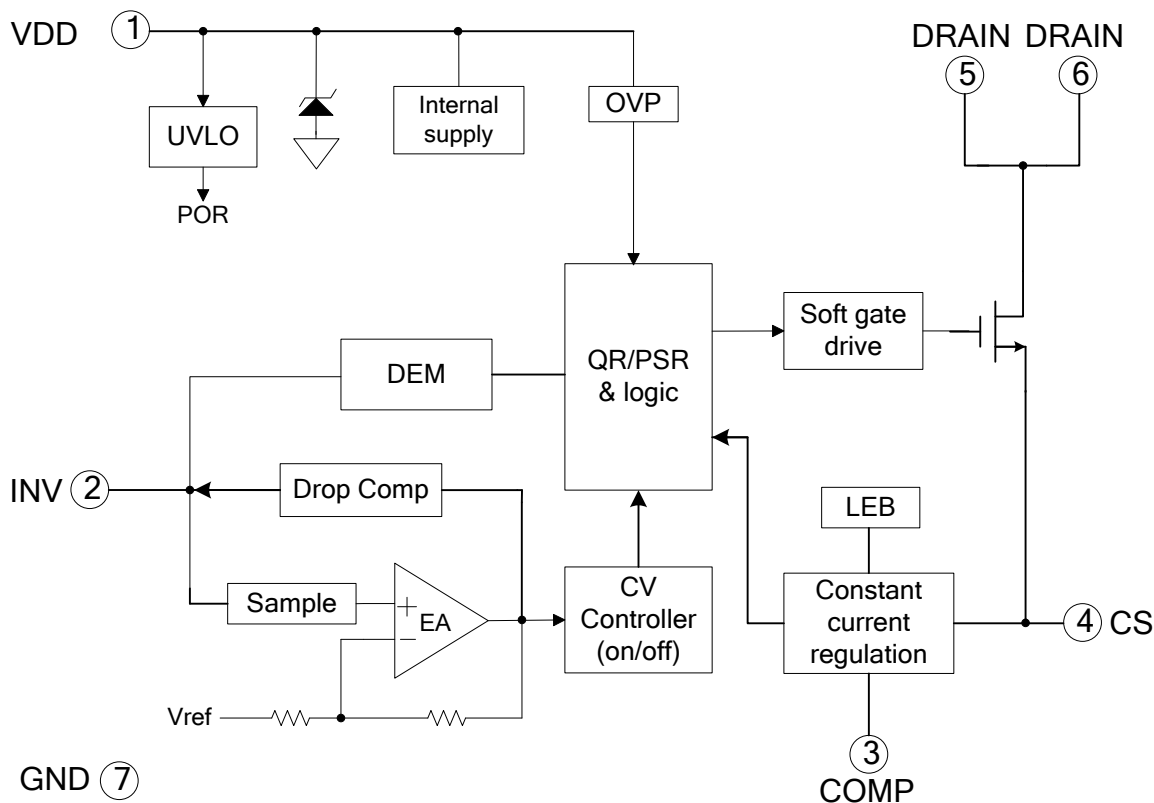 VDD 1
DRAIN DRAIN
5 6
UVLO
Internal
supply
OVP
POR
Soft gate
drive
DEM
QR/PSR
& logic
INV 2
Drop Comp
LEB
Sample
+
EA
−
CV
Controller
(on/off)
Constant
current
regulation
4 CS
Vref
3
COMP
GND 7